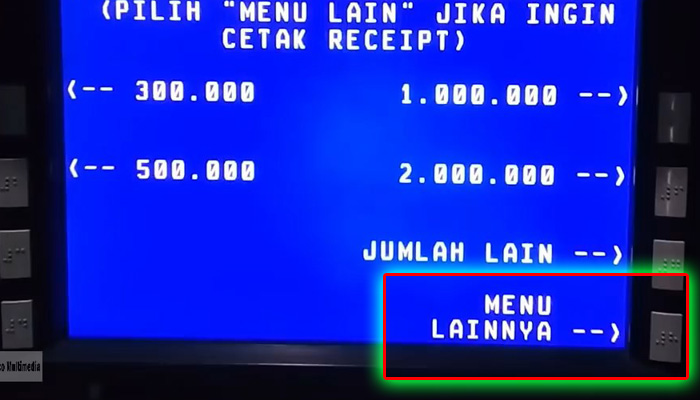 (PILIH "MENU LAIN" JIKA INGIN
CETAK RECEIPT)
<-- 300.000
1.000.000 -->
<-- 500.000
2.000.000 -->
JUMLAH LAIN -->
MENU
LAINNYA -->
Multimedia